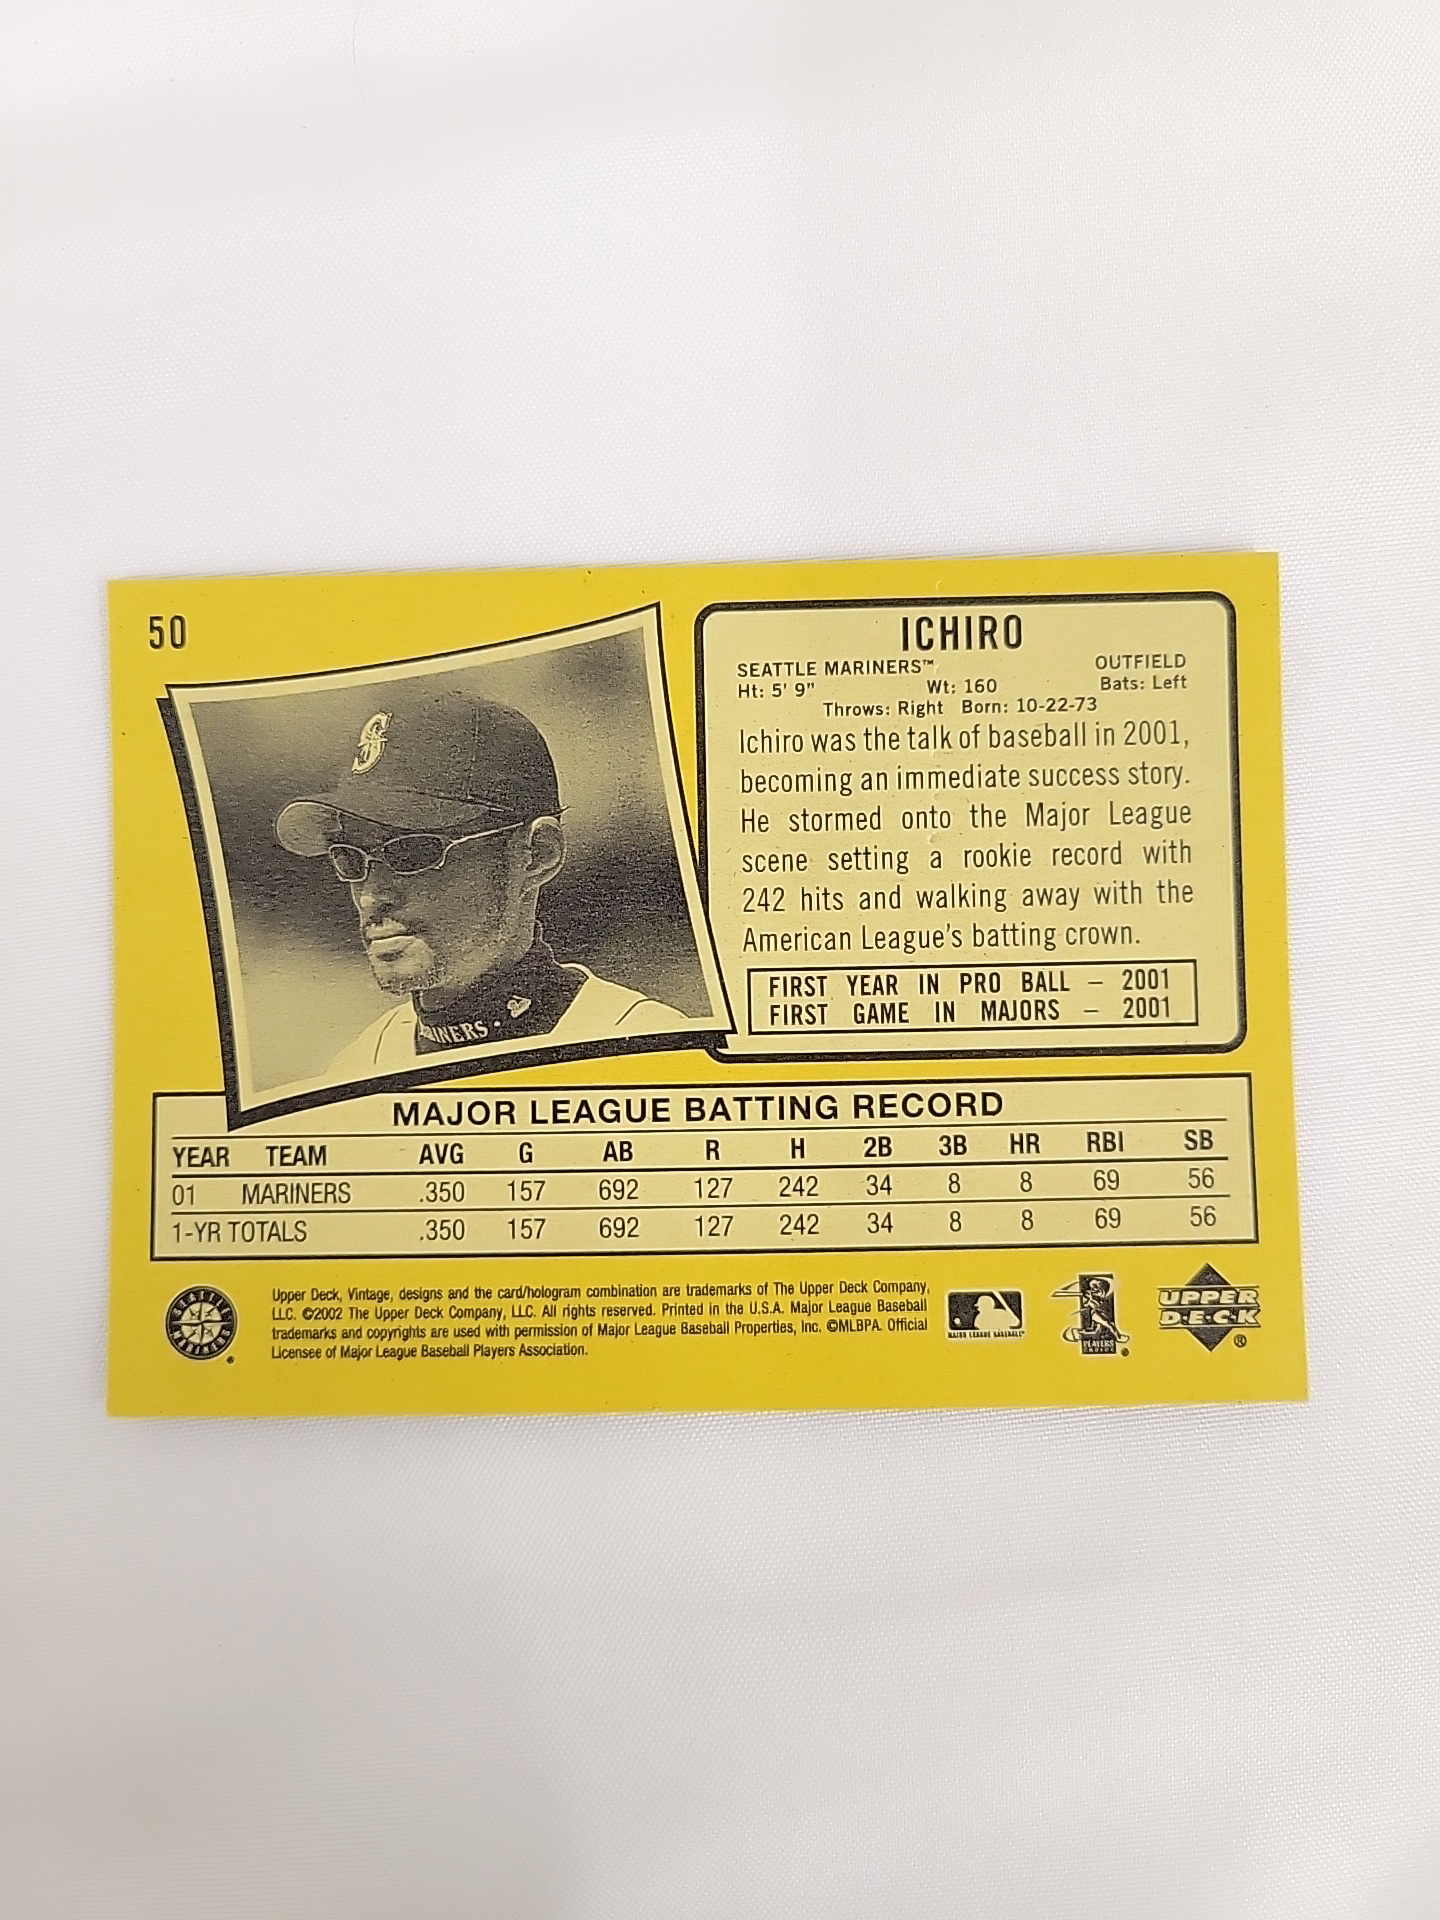 50
ICHIRO
SEATTLE MARINERS™ OUTFIELD
Ht: 5' 9" Wt: 160 Bats: Left
Throws: Right Born: 10-22-73
Ichiro was the talk of baseball in 2001,
becoming an immediate success story.
He stormed onto the Major League
scene setting a rookie record with
242 hits and walking away with the
American League's batting crown.
FIRST YEAR IN PRO BALL – 2001
FIRST GAME IN MAJORS – 2001
INERS
MAJOR LEAGUE BATTING RECORD
YEAR TEAM AVG G AB R H 2B 3B HR RBI SB
01 MARINERS .350 157 692 127 242 34 8 8 69 56
1-YR TOTALS .350 157 692 127 242 34 8 8 69 56
Upper Deck, Vintage, designs and the card/hologram combination are trademarks of The Upper Deck Company,
LLC. ©2002 The Upper Deck Company, LLC. All rights reserved. Printed in the U.S.A. Major League Baseball
trademarks and copyrights are used with permission of Major League Baseball Properties, Inc. ©MLBPA. Official
Licensee of Major League Baseball Players Association.
SEATTLE MARINERS ®
MAJOR LEAGUE BASEBALL
PLAYERS CHOICE ®
UPPER
DECK ®